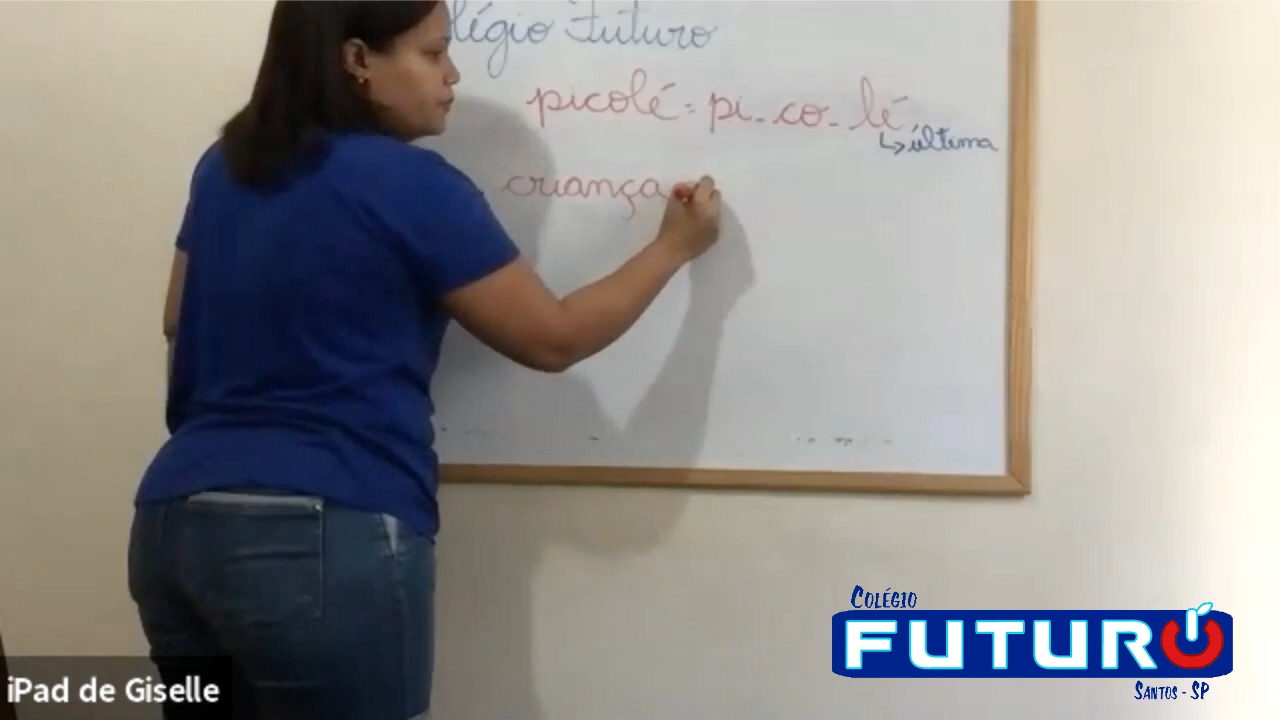 légio Futuro
picolé = pi - co - lé
↳ última
criança
COLÉGIO
FUTURO
SANTOS - SP
iPad de Giselle